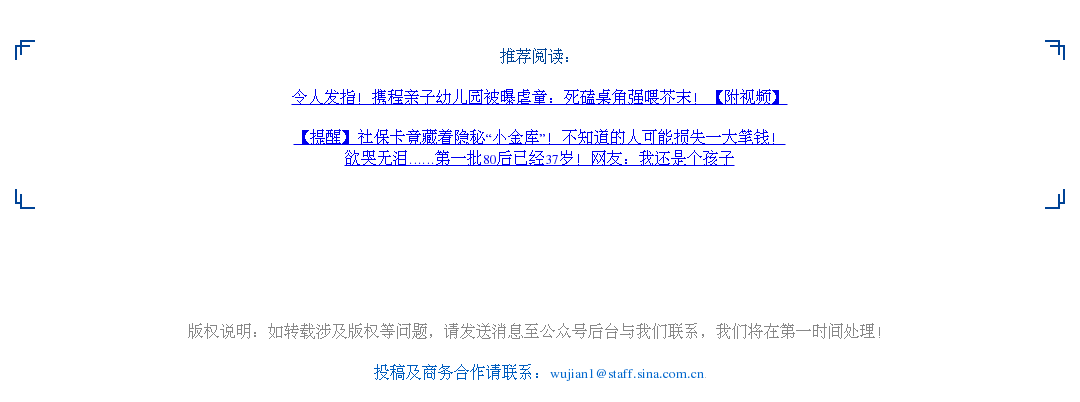 推荐阅读：
令人发指！携程亲子幼儿园被曝虐童：死磕桌角强喂芥末！【附视频】
【提醒】社保卡竟藏着隐秘“小金库”！不知道的人可能损失一大笔钱！
欲哭无泪……第一批80后已经37岁！网友：我还是个孩子
版权说明：如转载涉及版权等问题，请发送消息至公众号后台与我们联系，我们将在第一时间处理！
投稿及商务合作请联系：wujian1@staff.sina.com.cn